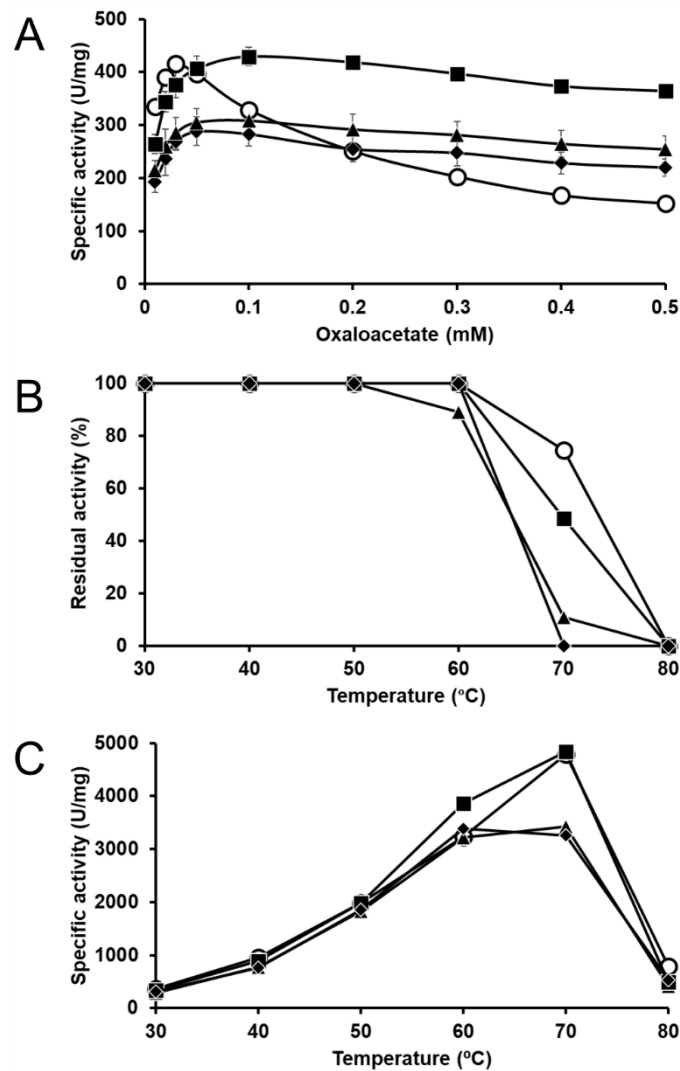 A
Specific activity (U/mg)
500
400
300
200
100
0
0 0.1 0.2 0.3 0.4 0.5
Oxaloacetate (mM)
B
Residual activity (%)
100
80
60
40
20
0
30 40 50 60 70 80
Temperature (°C)
C
Specific activity (U/mg)
5000
4000
3000
2000
1000
0
30 40 50 60 70 80
Temperature (ºC)